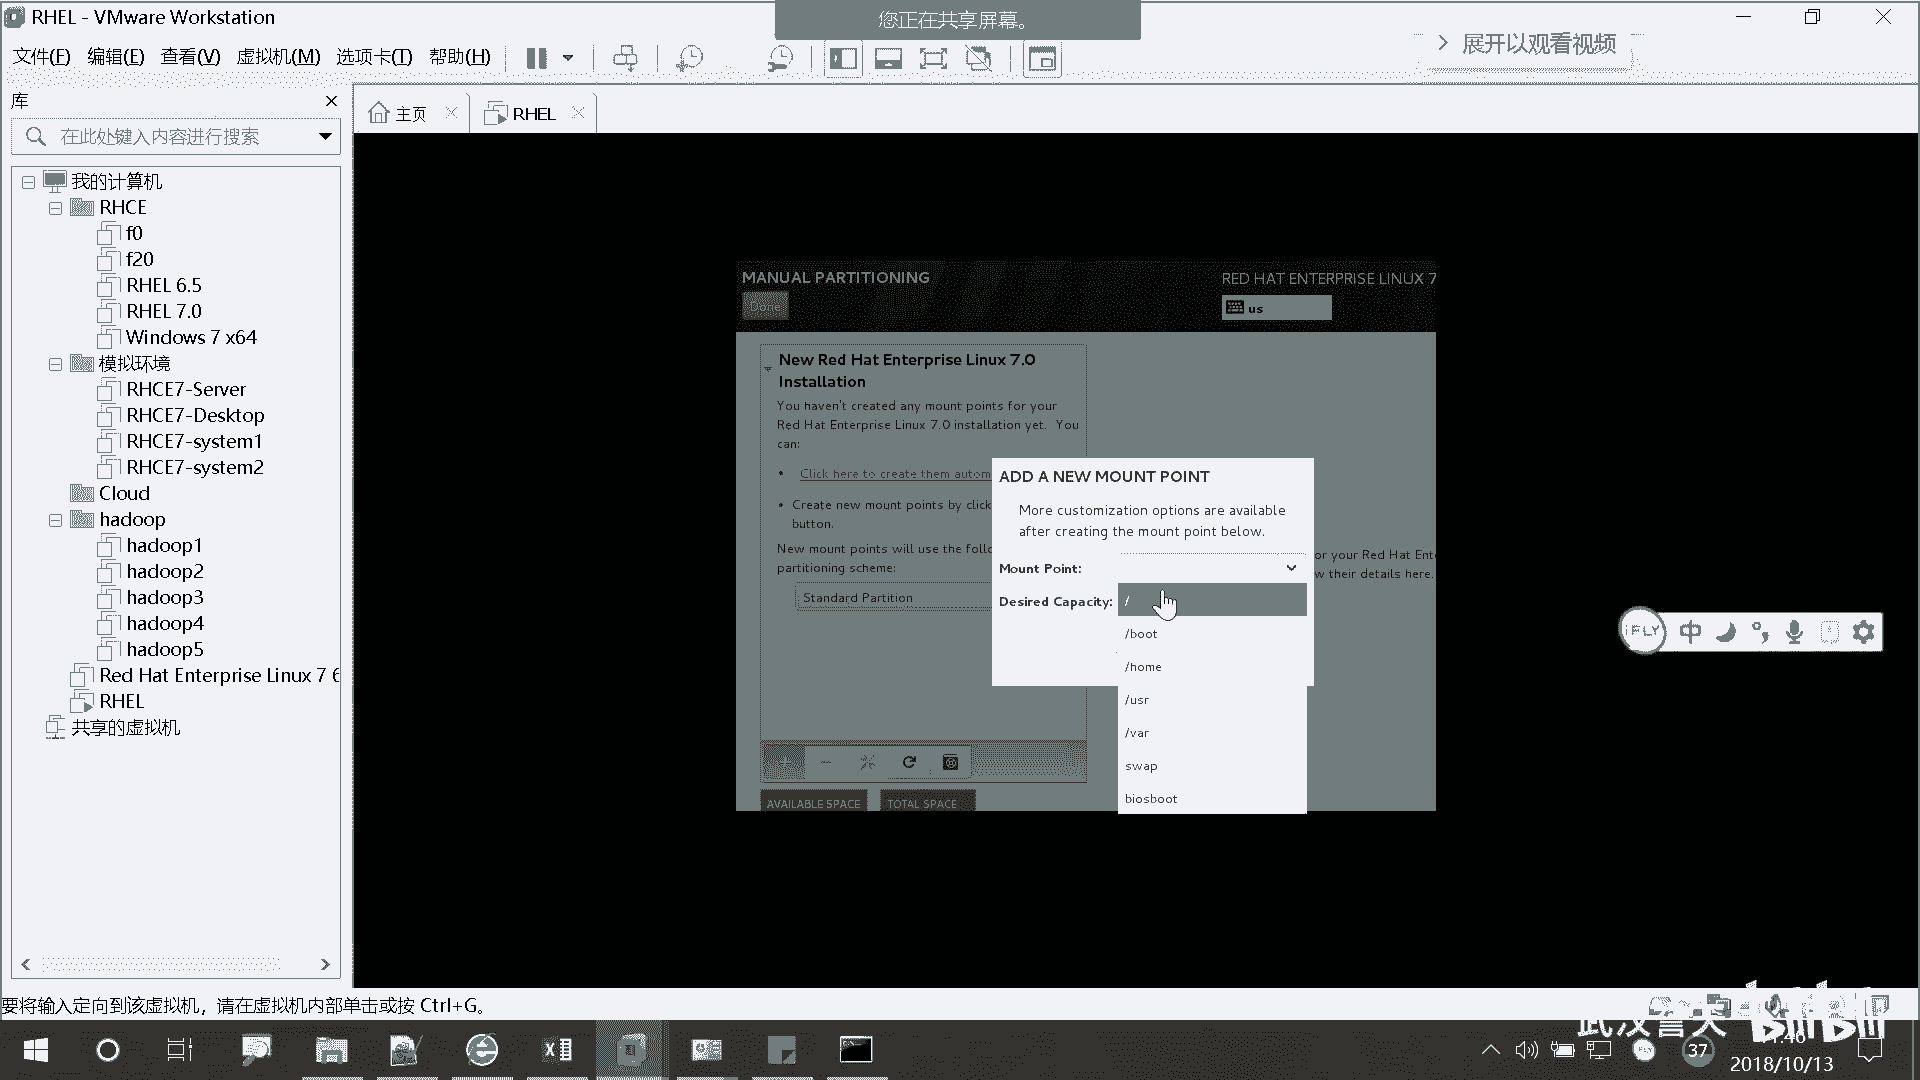 RHEL - VMware Workstation
您正在共享屏幕。
展开以观看视频
文件(F) 编辑(E) 查看(V) 虚拟机(M) 选项卡(T) 帮助(H)
库
在此处键入内容进行搜索
主页
RHEL
我的计算机
RHCE
f0
f20
RHEL 6.5
RHEL 7.0
Windows 7 x64
模拟环境
RHCE7-Server
RHCE7-Desktop
RHCE7-system1
RHCE7-system2
Cloud
hadoop
hadoop1
hadoop2
hadoop3
hadoop4
hadoop5
Red Hat Enterprise Linux 7 6
RHEL
共享的虚拟机
MANUAL PARTITIONING
Done
RED HAT ENTERPRISE LINUX 7
us
New Red Hat Enterprise Linux 7.0
Installation
You haven't created any mount points for your
Red Hat Enterprise Linux 7.0 installation yet. You
can:
Click here to create them autom
• Create new mount points by click
button.
New mount points will use the follo
partitioning scheme:
Standard Partition
AVAILABLE SPACE
TOTAL SPACE
or your Red Hat Ente
w their details here.
ADD A NEW MOUNT POINT
More customization options are available
after creating the mount point below.
Mount Point:
Desired Capacity:
/
/boot
/home
/usr
/var
swap
biosboot
iFLY 中
要将输入定向到该虚拟机，请在虚拟机内部单击或按 Ctrl+G。
bilibili
37
2018/10/13